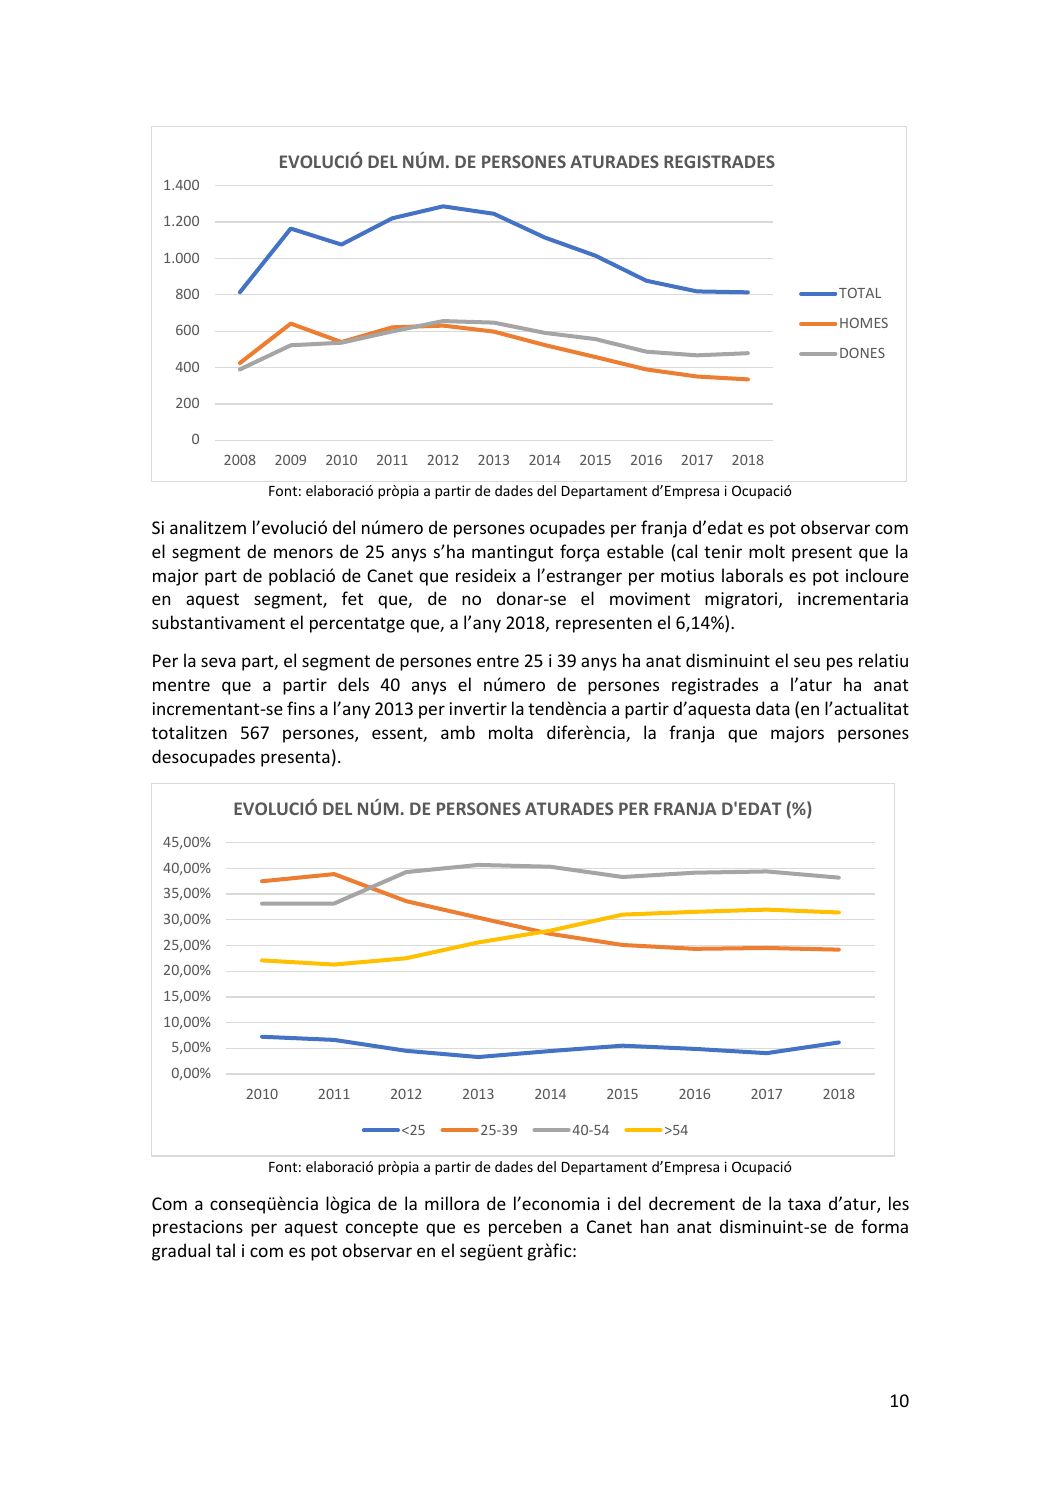 EVOLUCIÓ DEL NÚM. DE PERSONES ATURADES REGISTRADES
1.400
1.200
1.000
800
600
400
200
0
2008 2009 2010 2011 2012 2013 2014 2015 2016 2017 2018
TOTAL
HOMES
DONES
Font: elaboració pròpia a partir de dades del Departament d’Empresa i Ocupació
Si analitzem l’evolució del número de persones ocupades per franja d’edat es pot observar com
el segment de menors de 25 anys s’ha mantingut força estable (cal tenir molt present que la
major part de població de Canet que resideix a l’estranger per motius laborals es pot incloure
en aquest segment, fet que, de no donar-se el moviment migratori, incrementaria
substantivament el percentatge que, a l’any 2018, representen el 6,14%).
Per la seva part, el segment de persones entre 25 i 39 anys ha anat disminuint el seu pes relatiu
mentre que a partir dels 40 anys el número de persones registrades a l’atur ha anat
incrementant-se fins a l’any 2013 per invertir la tendència a partir d’aquesta data (en l’actualitat
totalitzen 567 persones, essent, amb molta diferència, la franja que majors persones
desocupades presenta).
EVOLUCIÓ DEL NÚM. DE PERSONES ATURADES PER FRANJA D'EDAT (%)
45,00%
40,00%
35,00%
30,00%
25,00%
20,00%
15,00%
10,00%
5,00%
0,00%
2010 2011 2012 2013 2014 2015 2016 2017 2018
<25 25-39 40-54 >54
Font: elaboració pròpia a partir de dades del Departament d’Empresa i Ocupació
Com a conseqüència lògica de la millora de l’economia i del decrement de la taxa d’atur, les
prestacions per aquest concepte que es perceben a Canet han anat disminuint-se de forma
gradual tal i com es pot observar en el següent gràfic:
10